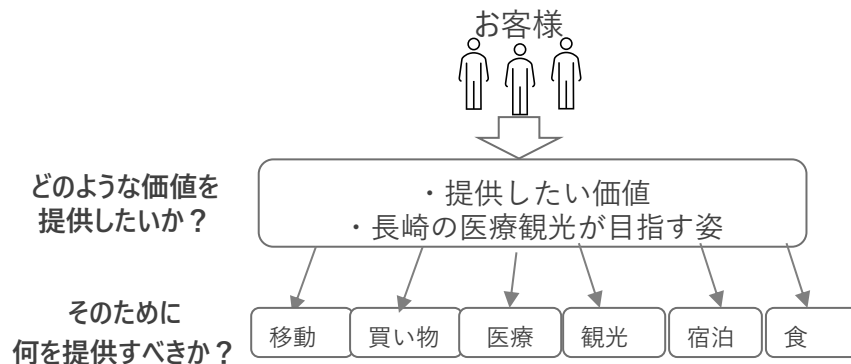 お客様
どのような価値を
提供したいか？
・提供したい価値
・長崎の医療観光が目指す姿
そのために
何を提供すべきか？
移動
買い物
医療
観光
宿泊
食